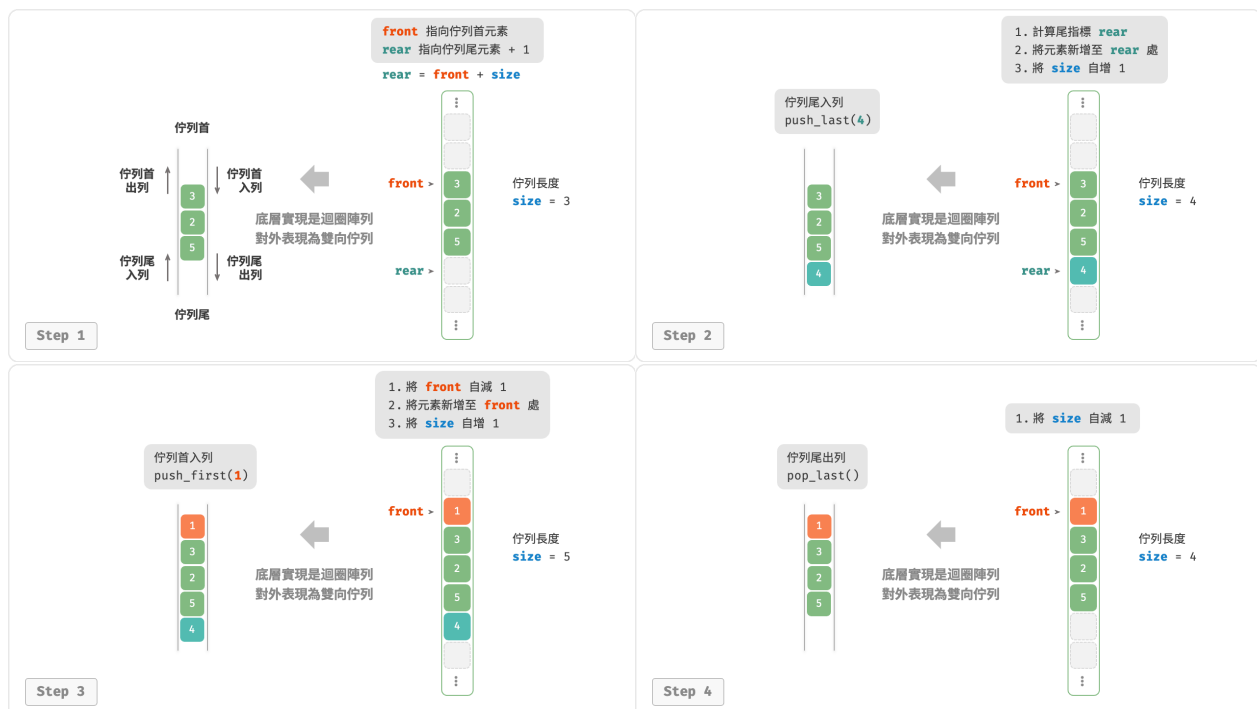 front 指向佇列首元素
rear 指向佇列尾元素 + 1
rear = front + size
佇列首
佇列首
出列
佇列首
入列
3
2
5
佇列尾
入列
佇列尾
出列
佇列尾
底層實現是迴圈陣列
對外表現為雙向佇列
front
rear
⋮
3
2
5
⋮
佇列長度
size = 3
Step 1
1. 計算尾指標 rear
2. 將元素新增至 rear 處
3. 將 size 自增 1
佇列尾入列
push_last(4)
3
2
5
4
底層實現是迴圈陣列
對外表現為雙向佇列
front
rear
⋮
3
2
5
4
⋮
佇列長度
size = 4
Step 2
1. 將 front 自減 1
2. 將元素新增至 front 處
3. 將 size 自增 1
佇列首入列
push_first(1)
1
3
2
5
4
底層實現是迴圈陣列
對外表現為雙向佇列
front
⋮
1
3
2
5
4
⋮
佇列長度
size = 5
Step 3
1. 將 size 自減 1
佇列尾出列
pop_last()
1
3
2
5
底層實現是迴圈陣列
對外表現為雙向佇列
front
⋮
1
3
2
5
⋮
佇列長度
size = 4
Step 4